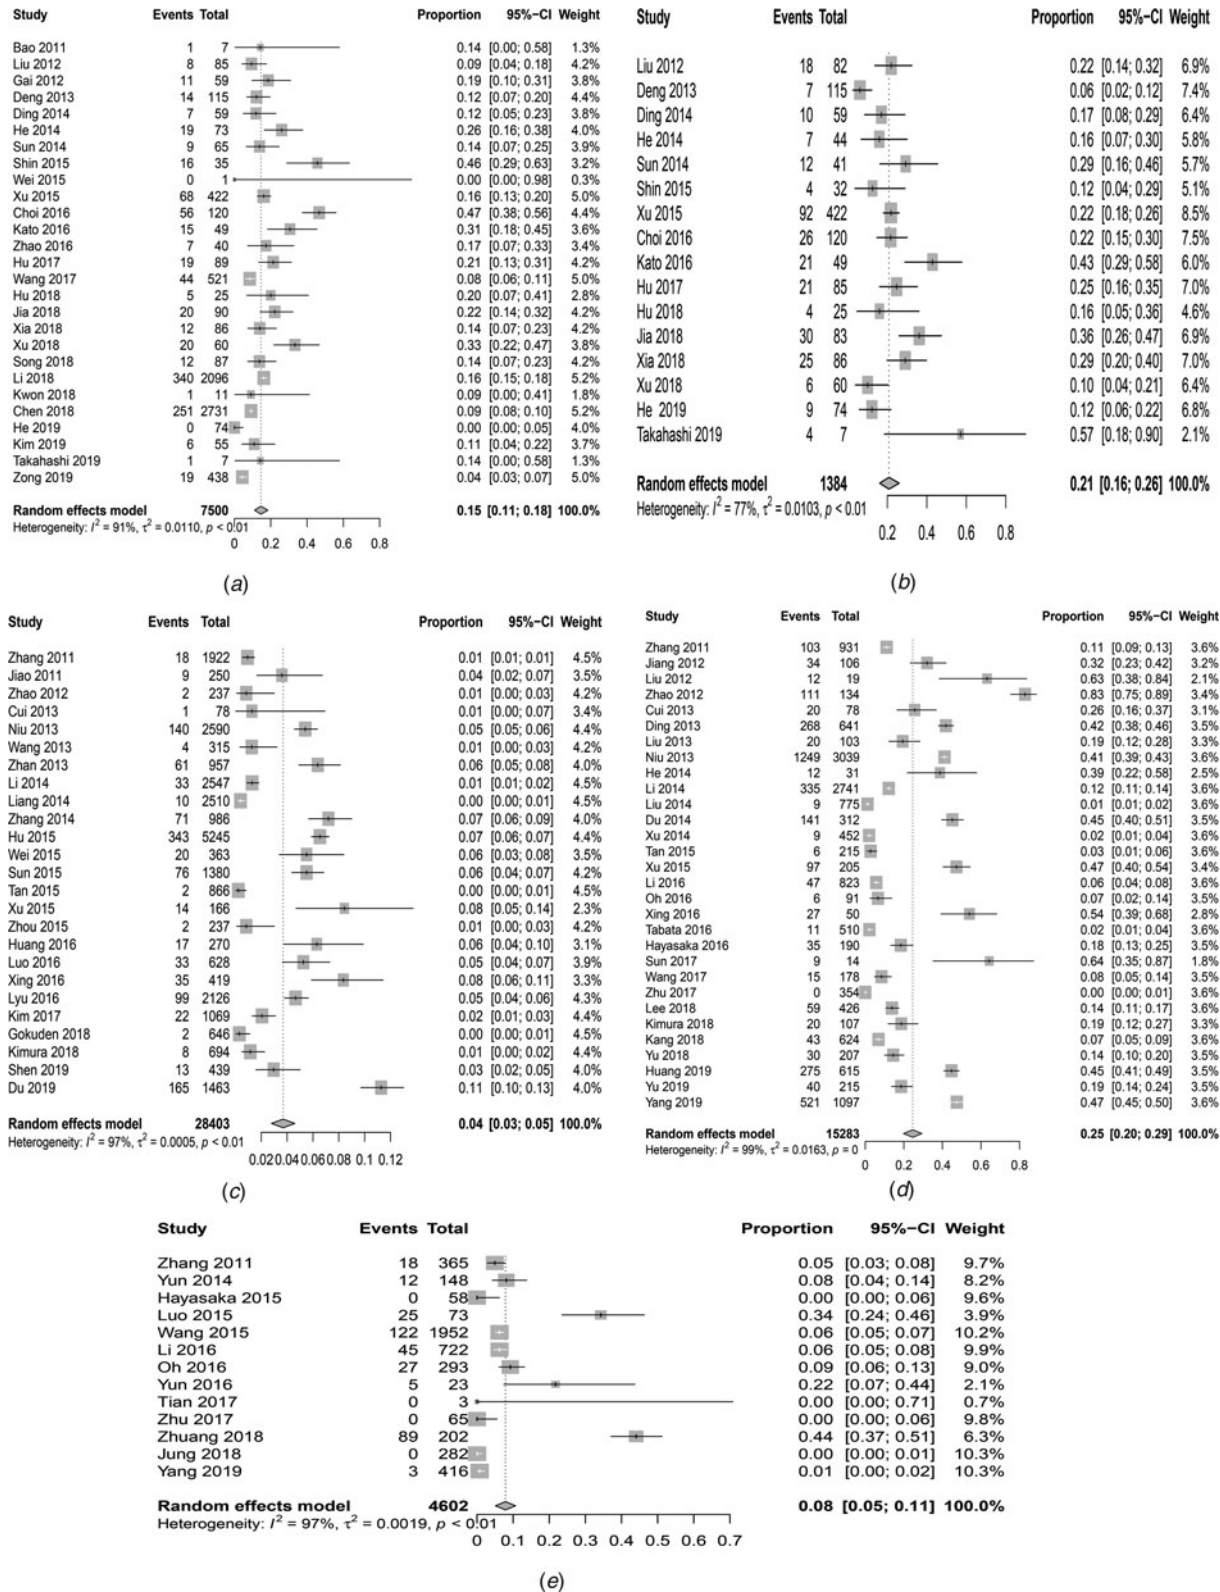 Study Events Total Proportion 95%−CI Weight
Bao 2011 1 7 0.14 [0.00; 0.58] 1.3%
Liu 2012 8 85 0.09 [0.04; 0.18] 4.2%
Gai 2012 11 59 0.19 [0.10; 0.31] 3.8%
Deng 2013 14 115 0.12 [0.07; 0.20] 4.4%
Ding 2014 7 59 0.12 [0.05; 0.23] 3.8%
He 2014 19 73 0.26 [0.16; 0.38] 4.0%
Sun 2014 9 65 0.14 [0.07; 0.25] 3.9%
Shin 2015 16 35 0.46 [0.29; 0.63] 3.2%
Wei 2015 0 1 0.00 [0.00; 0.98] 0.3%
Xu 2015 68 422 0.16 [0.13; 0.20] 5.0%
Choi 2016 56 120 0.47 [0.38; 0.56] 4.4%
Kato 2016 15 49 0.31 [0.18; 0.45] 3.6%
Zhao 2016 7 40 0.17 [0.07; 0.33] 3.4%
Hu 2017 19 89 0.21 [0.13; 0.31] 4.2%
Wang 2017 44 521 0.08 [0.06; 0.11] 5.0%
Hu 2018 5 25 0.20 [0.07; 0.41] 2.8%
Jia 2018 20 90 0.22 [0.14; 0.32] 4.2%
Xia 2018 12 86 0.14 [0.07; 0.23] 4.2%
Xu 2018 20 60 0.33 [0.22; 0.47] 3.8%
Song 2018 12 87 0.14 [0.07; 0.23] 4.2%
Li 2018 340 2096 0.16 [0.15; 0.18] 5.2%
Kwon 2018 1 11 0.09 [0.00; 0.41] 1.8%
Chen 2018 251 2731 0.09 [0.08; 0.10] 5.2%
He 2019 0 74 0.00 [0.00; 0.05] 4.0%
Kim 2019 6 55 0.11 [0.04; 0.22] 3.7%
Takahashi 2019 1 7 0.14 [0.00; 0.58] 1.3%
Zong 2019 19 438 0.04 [0.03; 0.07] 5.0%
Random effects model 7500 0.15 [0.11; 0.18] 100.0%
Heterogeneity: I² = 91%, τ² = 0.0110, p < 0.01
0 0.2 0.4 0.6 0.8
(a)
Study Events Total Proportion 95%−CI Weight
Liu 2012 18 82 0.22 [0.14; 0.32] 6.9%
Deng 2013 7 115 0.06 [0.02; 0.12] 7.4%
Ding 2014 10 59 0.17 [0.08; 0.29] 6.4%
He 2014 7 44 0.16 [0.07; 0.30] 5.8%
Sun 2014 12 41 0.29 [0.16; 0.46] 5.7%
Shin 2015 4 32 0.12 [0.04; 0.29] 5.1%
Xu 2015 92 422 0.22 [0.18; 0.26] 8.5%
Choi 2016 26 120 0.22 [0.15; 0.30] 7.5%
Kato 2016 21 49 0.43 [0.29; 0.58] 6.0%
Hu 2017 21 85 0.25 [0.16; 0.35] 7.0%
Hu 2018 4 25 0.16 [0.05; 0.36] 4.6%
Jia 2018 30 83 0.36 [0.26; 0.47] 6.9%
Xia 2018 25 86 0.29 [0.20; 0.40] 7.0%
Xu 2018 6 60 0.10 [0.04; 0.21] 6.4%
He 2019 9 74 0.12 [0.06; 0.22] 6.8%
Takahashi 2019 4 7 0.57 [0.18; 0.90] 2.1%
Random effects model 1384 0.21 [0.16; 0.26] 100.0%
Heterogeneity: I² = 77%, τ² = 0.0103, p < 0.01
0.2 0.4 0.6 0.8
(b)
Study Events Total Proportion 95%−CI Weight
Zhang 2011 18 1922 0.01 [0.01; 0.01] 4.5%
Jiao 2011 9 250 0.04 [0.02; 0.07] 3.5%
Zhao 2012 2 237 0.01 [0.00; 0.03] 4.2%
Cui 2013 1 78 0.01 [0.00; 0.07] 3.4%
Niu 2013 140 2590 0.05 [0.05; 0.06] 4.4%
Wang 2013 4 315 0.01 [0.00; 0.03] 4.2%
Zhan 2013 61 957 0.06 [0.05; 0.08] 4.0%
Li 2014 33 2547 0.01 [0.01; 0.02] 4.5%
Liang 2014 10 2510 0.00 [0.00; 0.01] 4.5%
Zhang 2014 71 986 0.07 [0.06; 0.09] 4.0%
Hu 2015 343 5245 0.07 [0.06; 0.07] 4.4%
Wei 2015 20 363 0.06 [0.03; 0.08] 3.5%
Sun 2015 76 1380 0.06 [0.04; 0.07] 4.2%
Tan 2015 2 866 0.00 [0.00; 0.01] 4.5%
Xu 2015 14 166 0.08 [0.05; 0.14] 2.3%
Zhou 2015 2 237 0.01 [0.00; 0.03] 4.2%
Huang 2016 17 270 0.06 [0.04; 0.10] 3.1%
Luo 2016 33 628 0.05 [0.04; 0.07] 3.9%
Xing 2016 35 419 0.08 [0.06; 0.11] 3.3%
Lyu 2016 99 2126 0.05 [0.04; 0.06] 4.3%
Kim 2017 22 1069 0.02 [0.01; 0.03] 4.4%
Gokuden 2018 2 646 0.00 [0.00; 0.01] 4.5%
Kimura 2018 8 694 0.01 [0.00; 0.02] 4.4%
Shen 2019 13 439 0.03 [0.02; 0.05] 4.1%
Du 2019 165 1463 0.11 [0.10; 0.13] 4.0%
Random effects model 28403 0.04 [0.03; 0.05] 100.0%
Heterogeneity: I² = 97%, τ² = 0.0005, p < 0.01
0.02 0.04 0.06 0.08 0.1 0.12
(c)
Study Events Total Proportion 95%−CI Weight
Zhang 2011 103 931 0.11 [0.09; 0.13] 3.6%
Jiang 2012 34 106 0.32 [0.23; 0.42] 3.2%
Liu 2012 12 19 0.63 [0.38; 0.84] 2.1%
Zhao 2012 111 134 0.83 [0.75; 0.89] 3.4%
Cui 2013 20 78 0.26 [0.16; 0.37] 3.1%
Ding 2013 268 641 0.42 [0.38; 0.46] 3.5%
Liu 2013 20 103 0.19 [0.12; 0.28] 3.3%
Niu 2013 1249 3039 0.41 [0.39; 0.43] 3.6%
He 2014 12 31 0.39 [0.22; 0.58] 2.5%
Li 2014 335 2741 0.12 [0.11; 0.14] 3.6%
Liu 2014 9 775 0.01 [0.01; 0.02] 3.6%
Du 2014 141 312 0.45 [0.40; 0.51] 3.5%
Xu 2014 9 452 0.02 [0.01; 0.04] 3.6%
Tan 2015 6 215 0.03 [0.01; 0.06] 3.6%
Xu 2015 97 205 0.47 [0.40; 0.54] 3.4%
Li 2016 47 823 0.06 [0.04; 0.08] 3.6%
Oh 2016 6 91 0.07 [0.02; 0.14] 3.5%
Xing 2016 27 50 0.54 [0.39; 0.68] 2.7%
Tabata 2016 11 510 0.02 [0.01; 0.04] 3.6%
Hayasaka 2016 35 190 0.18 [0.13; 0.25] 3.5%
Sun 2017 9 14 0.64 [0.35; 0.87] 1.8%
Wang 2017 15 178 0.08 [0.05; 0.14] 3.5%
Zhu 2017 0 354 0.00 [0.00; 0.01] 3.6%
Lee 2018 59 426 0.14 [0.11; 0.17] 3.6%
Kimura 2018 20 107 0.19 [0.12; 0.27] 3.4%
Kang 2018 43 624 0.07 [0.05; 0.09] 3.6%
Yu 2018 30 207 0.14 [0.10; 0.20] 3.5%
Huang 2019 275 615 0.45 [0.41; 0.49] 3.5%
Yu 2019 40 215 0.19 [0.14; 0.24] 3.5%
Yang 2019 521 1097 0.47 [0.45; 0.50] 3.6%
Random effects model 15283 0.25 [0.20; 0.29] 100.0%
Heterogeneity: I² = 99%, τ² = 0.0163, p = 0
0 0.2 0.4 0.6 0.8
(d)
Study Events Total Proportion 95%−CI Weight
Zhang 2011 18 365 0.05 [0.03; 0.08] 9.7%
Yun 2014 12 148 0.08 [0.04; 0.14] 8.2%
Hayasaka 2015 0 58 0.00 [0.00; 0.06] 9.6%
Luo 2015 25 73 0.34 [0.24; 0.46] 3.9%
Wang 2015 122 1952 0.06 [0.05; 0.07] 10.2%
Li 2016 45 722 0.06 [0.05; 0.08] 9.9%
Oh 2016 27 293 0.09 [0.06; 0.13] 9.0%
Yun 2016 5 23 0.22 [0.07; 0.44] 2.1%
Tian 2017 0 3 0.00 [0.00; 0.71] 0.7%
Zhu 2017 0 65 0.00 [0.00; 0.06] 9.8%
Zhuang 2018 89 202 0.44 [0.37; 0.51] 6.3%
Jung 2018 0 282 0.00 [0.00; 0.01] 10.3%
Yang 2019 3 416 0.01 [0.00; 0.02] 10.3%
Random effects model 4602 0.08 [0.05; 0.11] 100.0%
Heterogeneity: I² = 97%, τ² = 0.0019, p < 0.01
0 0.1 0.2 0.3 0.4 0.5 0.6 0.7
(e)